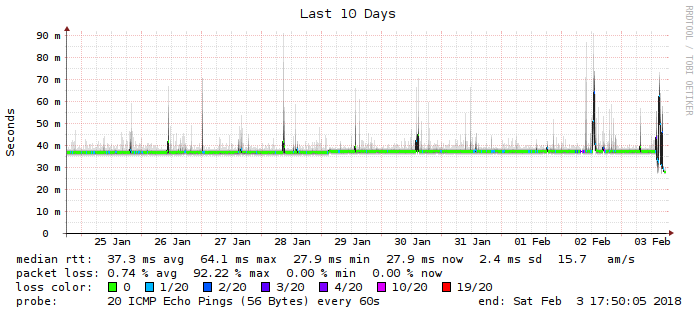 Last 10 Days
RRDTOOL / TOBI OETIKER
Seconds
90 m
80 m
70 m
60 m
50 m
40 m
30 m
20 m
10 m
0
25 Jan 26 Jan 27 Jan 28 Jan 29 Jan 30 Jan 31 Jan 01 Feb 02 Feb 03 Feb
median rtt: 37.3 ms avg 64.1 ms max 27.9 ms min 27.9 ms now 2.4 ms sd 15.7 am/s
packet loss: 0.74 % avg 92.22 % max 0.00 % min 0.00 % now
loss color: 0 1/20 2/20 3/20 4/20 10/20 19/20
probe: 20 ICMP Echo Pings (56 Bytes) every 60s end: Sat Feb 3 17:50:05 2018